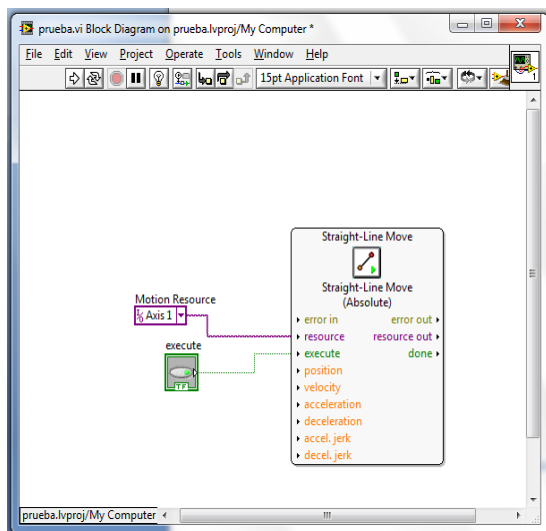 prueba.vi Block Diagram on prueba.lvproj/My Computer *
File Edit View Project Operate Tools Window Help
15pt Application Font
1
Straight-Line Move
Straight-Line Move
(Absolute)
Motion Resource
I/O Axis 1
error in error out
resource resource out
execute
execute done
TF
position
velocity
acceleration
deceleration
accel. jerk
decel. jerk
prueba.lvproj/My Computer